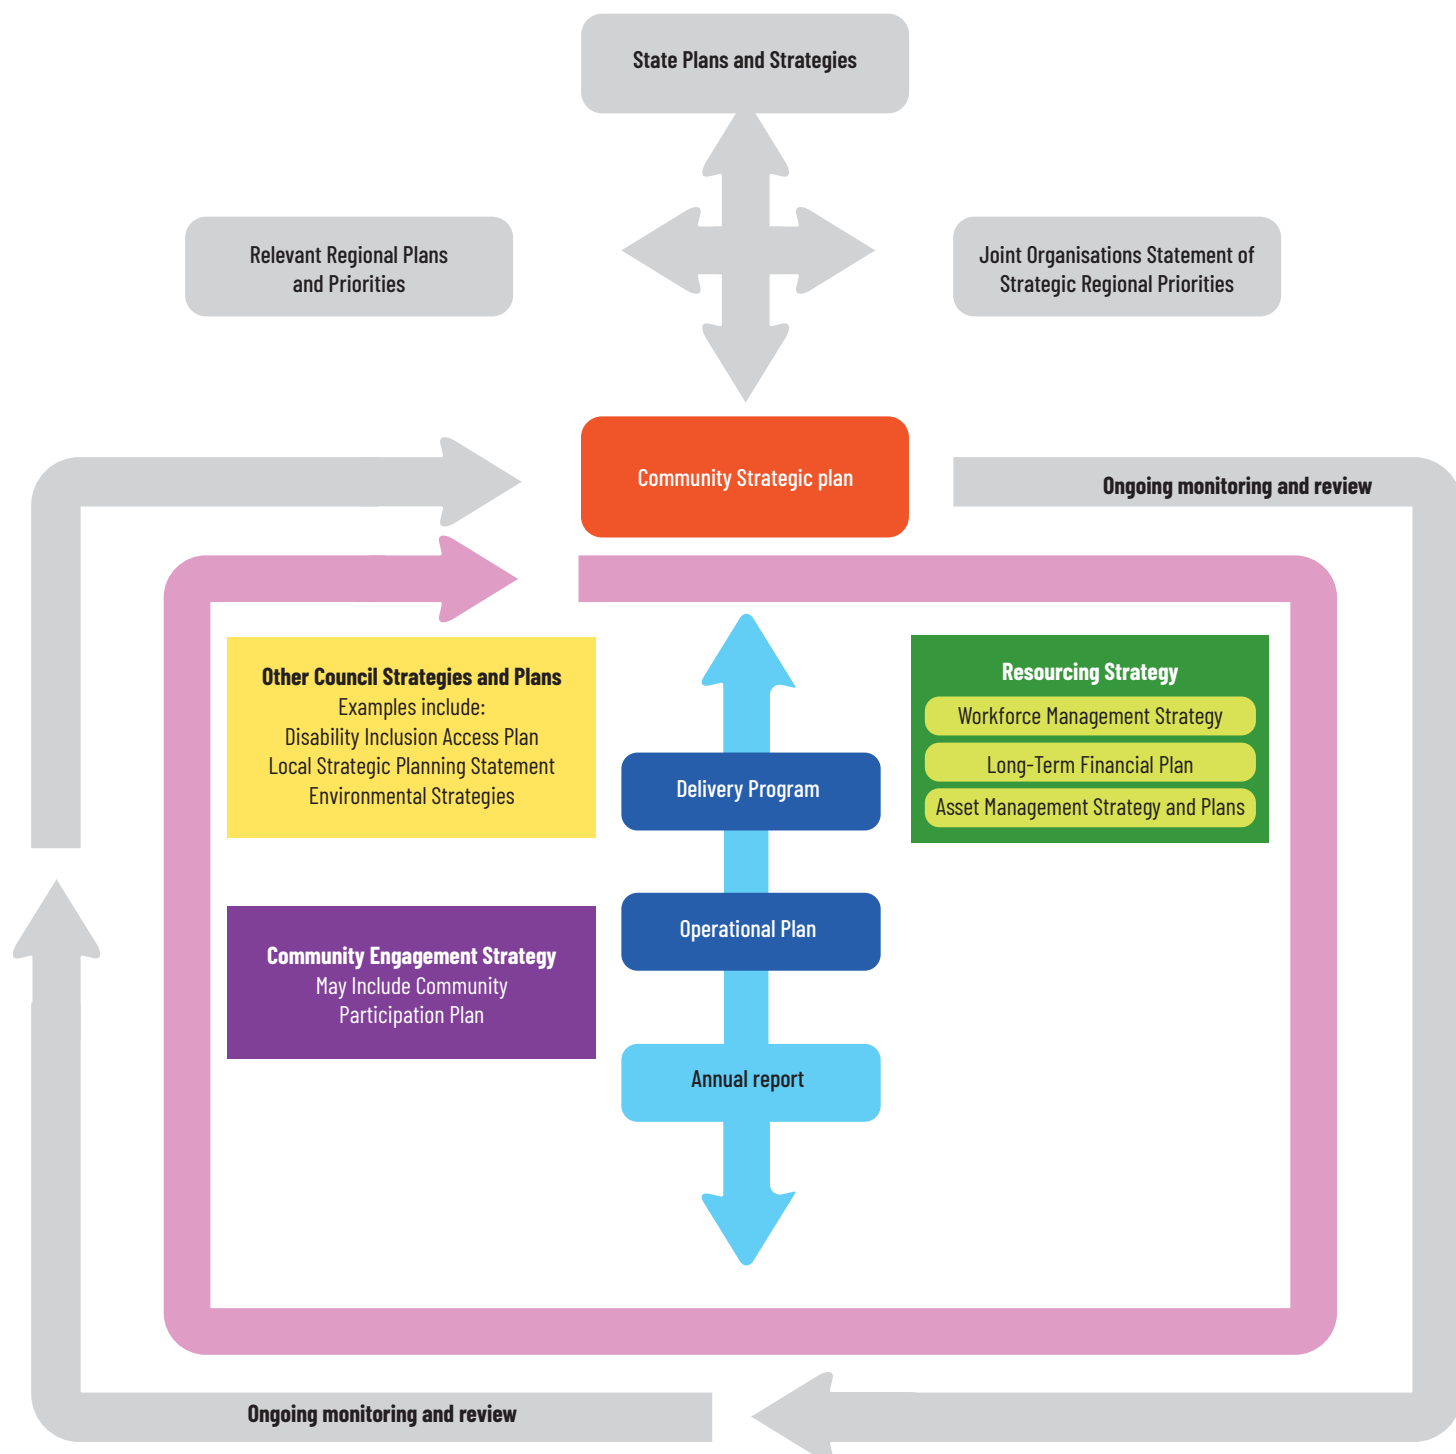 State Plans and Strategies
Relevant Regional Plans
and Priorities
Joint Organisations Statement of
Strategic Regional Priorities
Community Strategic plan
Ongoing monitoring and review
Other Council Strategies and Plans
Examples include:
Disability Inclusion Access Plan
Local Strategic Planning Statement
Environmental Strategies
Resourcing Strategy
Workforce Management Strategy
Long-Term Financial Plan
Asset Management Strategy and Plans
Delivery Program
Operational Plan
Community Engagement Strategy
May Include Community
Participation Plan
Annual report
Ongoing monitoring and review